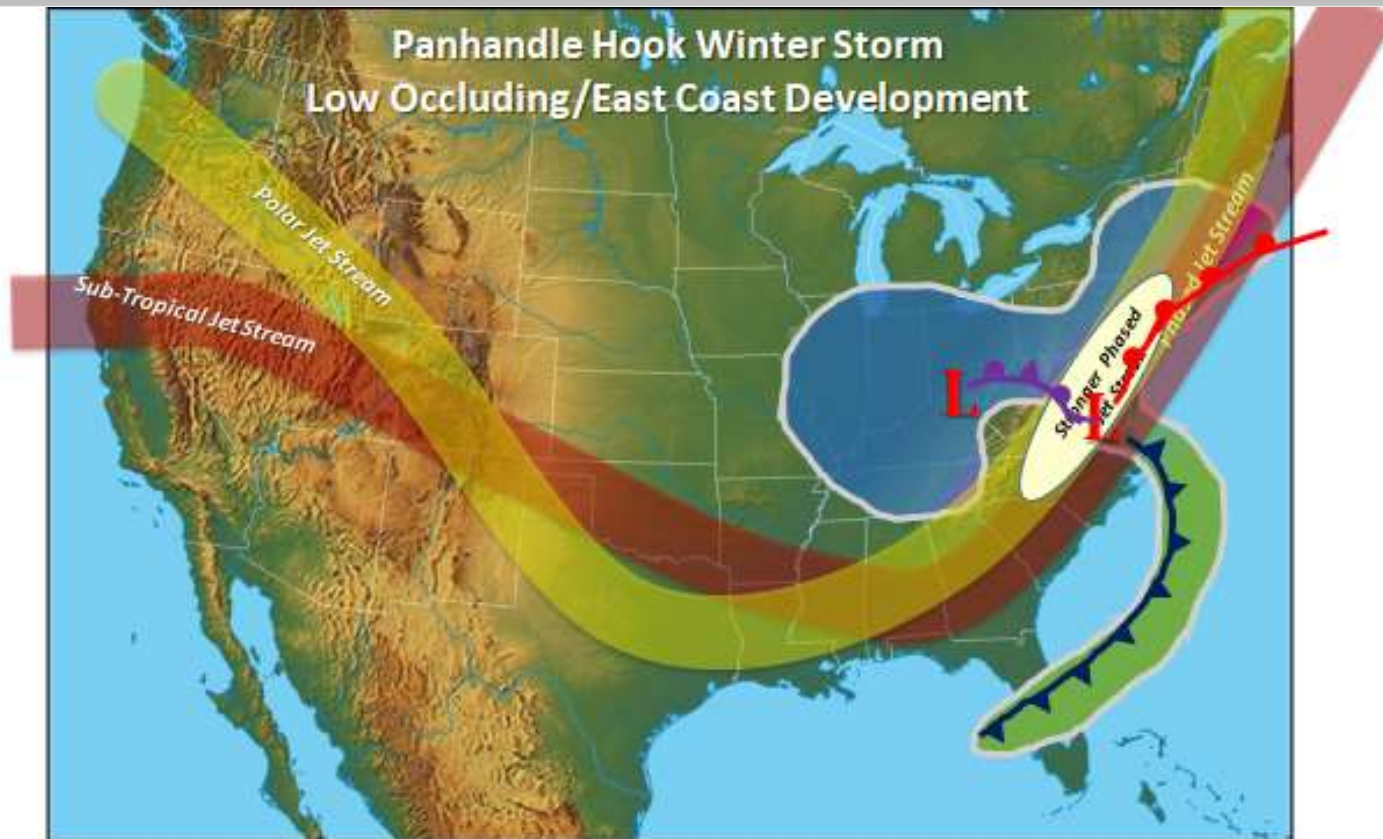 Panhandle Hook Winter Storm
Low Occluding/East Coast Development
Polar Jet Stream
Sub-Tropical Jet Stream
Jet Stream
Phased
L
L